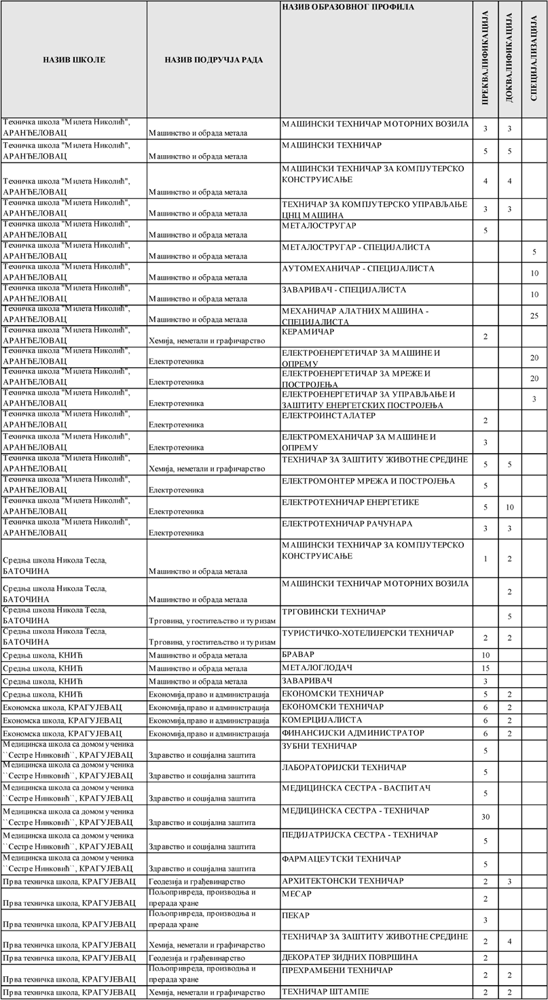 НАЗИВ ШКОЛЕ НАЗИВ ПОДРУЧЈА РАДА НАЗИВ ОБРАЗОВНОГ ПРОФИЛА ПРЕКВАЛИФИКАЦИЈА ДОКВАЛИФИКАЦИЈА СПЕЦИЈАЛИЗАЦИЈА
Техничка школа "Милета Николић", МАШИНСКИ ТЕХНИЧАР МОТОРНИХ ВОЗИЛА
АРАНЂЕЛОВАЦ Машинство и обрада метала 3 3
Техничка школа "Милета Николић", МАШИНСКИ ТЕХНИЧАР
АРАНЂЕЛОВАЦ Машинство и обрада метала 5 5
МАШИНСКИ ТЕХНИЧАР ЗА КОМПЈУТЕРСКО
Техничка школа "Милета Николић", КОНСТРУИСАЊЕ 4 4
АРАНЂЕЛОВАЦ Машинство и обрада метала
Техничка школа "Милета Николић", ТЕХНИЧАР ЗА КОМПЈУТЕРСКО УПРАВЉАЊЕ 3 3
АРАНЂЕЛОВАЦ Машинство и обрада метала ЦНЦ МАШИНА
Техничка школа "Милета Николић", МЕТАЛОСТРУГАР 5
АРАНЂЕЛОВАЦ Машинство и обрада метала
Техничка школа "Милета Николић", МЕТАЛОСТРУГАР - СПЕЦИЈАЛИСТА 5
АРАНЂЕЛОВАЦ Машинство и обрада метала
Техничка школа "Милета Николић", АУТОМЕХАНИЧАР - СПЕЦИЈАЛИСТА 10
АРАНЂЕЛОВАЦ Машинство и обрада метала
Техничка школа "Милета Николић", ЗАВАРИВАЧ - СПЕЦИЈАЛИСТА 10
АРАНЂЕЛОВАЦ Машинство и обрада метала
Техничка школа "Милета Николић", МЕХАНИЧАР АЛАТНИХ МАШИНА - 25
АРАНЂЕЛОВАЦ Машинство и обрада метала СПЕЦИЈАЛИСТА
Техничка школа "Милета Николић", КЕРАМИЧАР 2
АРАНЂЕЛОВАЦ Хемија, неметали и графичарство
Техничка школа "Милета Николић", ЕЛЕКТРОЕНЕРГЕТИЧАР ЗА МАШИНЕ И 20
АРАНЂЕЛОВАЦ Електротехника ОПРЕМУ
Техничка школа "Милета Николић", ЕЛЕКТРОЕНЕРГЕТИЧАР ЗА МРЕЖЕ И 20
АРАНЂЕЛОВАЦ Електротехника ПОСТРОЈЕЊА
Техничка школа "Милета Николић", ЕЛЕКТРОЕНЕРГЕТИЧАР ЗА УПРАВЉАЊЕ И 3
АРАНЂЕЛОВАЦ Електротехника ЗАШТИТУ ЕНЕРГЕТСКИХ ПОСТРОЈЕЊА
Техничка школа "Милета Николић", ЕЛЕКТРОИНСТАЛАТЕР 2
АРАНЂЕЛОВАЦ Електротехника
Техничка школа "Милета Николић", ЕЛЕКТРОМЕХАНИЧАР ЗА МАШИНЕ И 3
АРАНЂЕЛОВАЦ Електротехника ОПРЕМУ
Техничка школа "Милета Николић", ТЕХНИЧАР ЗА ЗАШТИТУ ЖИВОТНЕ СРЕДИНЕ 5 5
АРАНЂЕЛОВАЦ Хемија, неметали и графичарство
Техничка школа "Милета Николић", ЕЛЕКТРОМОНТЕР МРЕЖА И ПОСТРОЈЕЊА 5
АРАНЂЕЛОВАЦ Електротехника
Техничка школа "Милета Николић", ЕЛЕКТРОТЕХНИЧАР ЕНЕРГЕТИКЕ 5 10
АРАНЂЕЛОВАЦ Електротехника
Техничка школа "Милета Николић", ЕЛЕКТРОТЕХНИЧАР РАЧУНАРА 3 3
АРАНЂЕЛОВАЦ Електротехника
МАШИНСКИ ТЕХНИЧАР ЗА КОМПЈУТЕРСКО
Средња школа Никола Тесла, КОНСТРУИСАЊЕ 1 2
БАТОЧИНА Машинство и обрада метала
Средња школа Никола Тесла, МАШИНСКИ ТЕХНИЧАР МОТОРНИХ ВОЗИЛА 2
БАТОЧИНА Машинство и обрада метала
Средња школа Никола Тесла, ТРГОВИНСКИ ТЕХНИЧАР 5
БАТОЧИНА Трговина, угоститељство и туризам
Средња школа Никола Тесла, ТУРИСТИЧКО-ХОТЕЛИЈЕРСКИ ТЕХНИЧАР 2 2
БАТОЧИНА Трговина, угоститељство и туризам
Средња школа, КНИЋ Машинство и обрада метала БРАВАР 10
Средња школа, КНИЋ Машинство и обрада метала МЕТАЛОГЛОДАЧ 15
Средња школа, КНИЋ Машинство и обрада метала ЗАВАРИВАЧ 3
Средња школа, КНИЋ Економија,право и администрација ЕКОНОМСКИ ТЕХНИЧАР 5 2
Економска школа, КРАГУЈЕВАЦ Економија,право и администрација ЕКОНОМСКИ ТЕХНИЧАР 6 2
Економска школа, КРАГУЈЕВАЦ Економија,право и администрација КОМЕРЦИЈАЛИСТА 6 2
Економска школа, КРАГУЈЕВАЦ Економија,право и администрација ФИНАНСИЈСКИ АДМИНИСТРАТОР 6 2
Медицинска школа са домом ученика ЗУБНИ ТЕХНИЧАР 5
``Сестре Нинковић``, КРАГУЈЕВАЦ Здравство и социјална заштита
Медицинска школа са домом ученика ЛАБОРАТОРИЈСКИ ТЕХНИЧАР 5
``Сестре Нинковић``, КРАГУЈЕВАЦ Здравство и социјална заштита
Медицинска школа са домом ученика МЕДИЦИНСКА СЕСТРА - ВАСПИТАЧ 5
``Сестре Нинковић``, КРАГУЈЕВАЦ Здравство и социјална заштита
Медицинска школа са домом ученика МЕДИЦИНСКА СЕСТРА - ТЕХНИЧАР 30
``Сестре Нинковић``, КРАГУЈЕВАЦ Здравство и социјална заштита
Медицинска школа са домом ученика ПЕДИЈАТРИЈСКА СЕСТРА - ТЕХНИЧАР 5
``Сестре Нинковић``, КРАГУЈЕВАЦ Здравство и социјална заштита
Медицинска школа са домом ученика ФАРМАЦЕУТСКИ ТЕХНИЧАР 5
``Сестре Нинковић``, КРАГУЈЕВАЦ Здравство и социјална заштита
Прва техничка школа, КРАГУЈЕВАЦ Геодезија и грађевинарство АРХИТЕКТОНСКИ ТЕХНИЧАР 2 3
Пољопривреда, производња и МЕСАР 2
Прва техничка школа, КРАГУЈЕВАЦ прерада хране
Пољопривреда, производња и ПЕКАР 3
Прва техничка школа, КРАГУЈЕВАЦ прерада хране
ТЕХНИЧАР ЗА ЗАШТИТУ ЖИВОТНЕ СРЕДИНЕ 2 4
Прва техничка школа, КРАГУЈЕВАЦ Хемија, неметали и графичарство
Прва техничка школа, КРАГУЈЕВАЦ Геодезија и грађевинарство ДЕКОРАТЕР ЗИДНИХ ПОВРШИНА 2
Пољопривреда, производња и ПРЕХРАМБЕНИ ТЕХНИЧАР 2 2
Прва техничка школа, КРАГУЈЕВАЦ прерада хране
Прва техничка школа, КРАГУЈЕВАЦ Хемија, неметали и графичарство ТЕХНИЧАР ШТАМПЕ 2 2